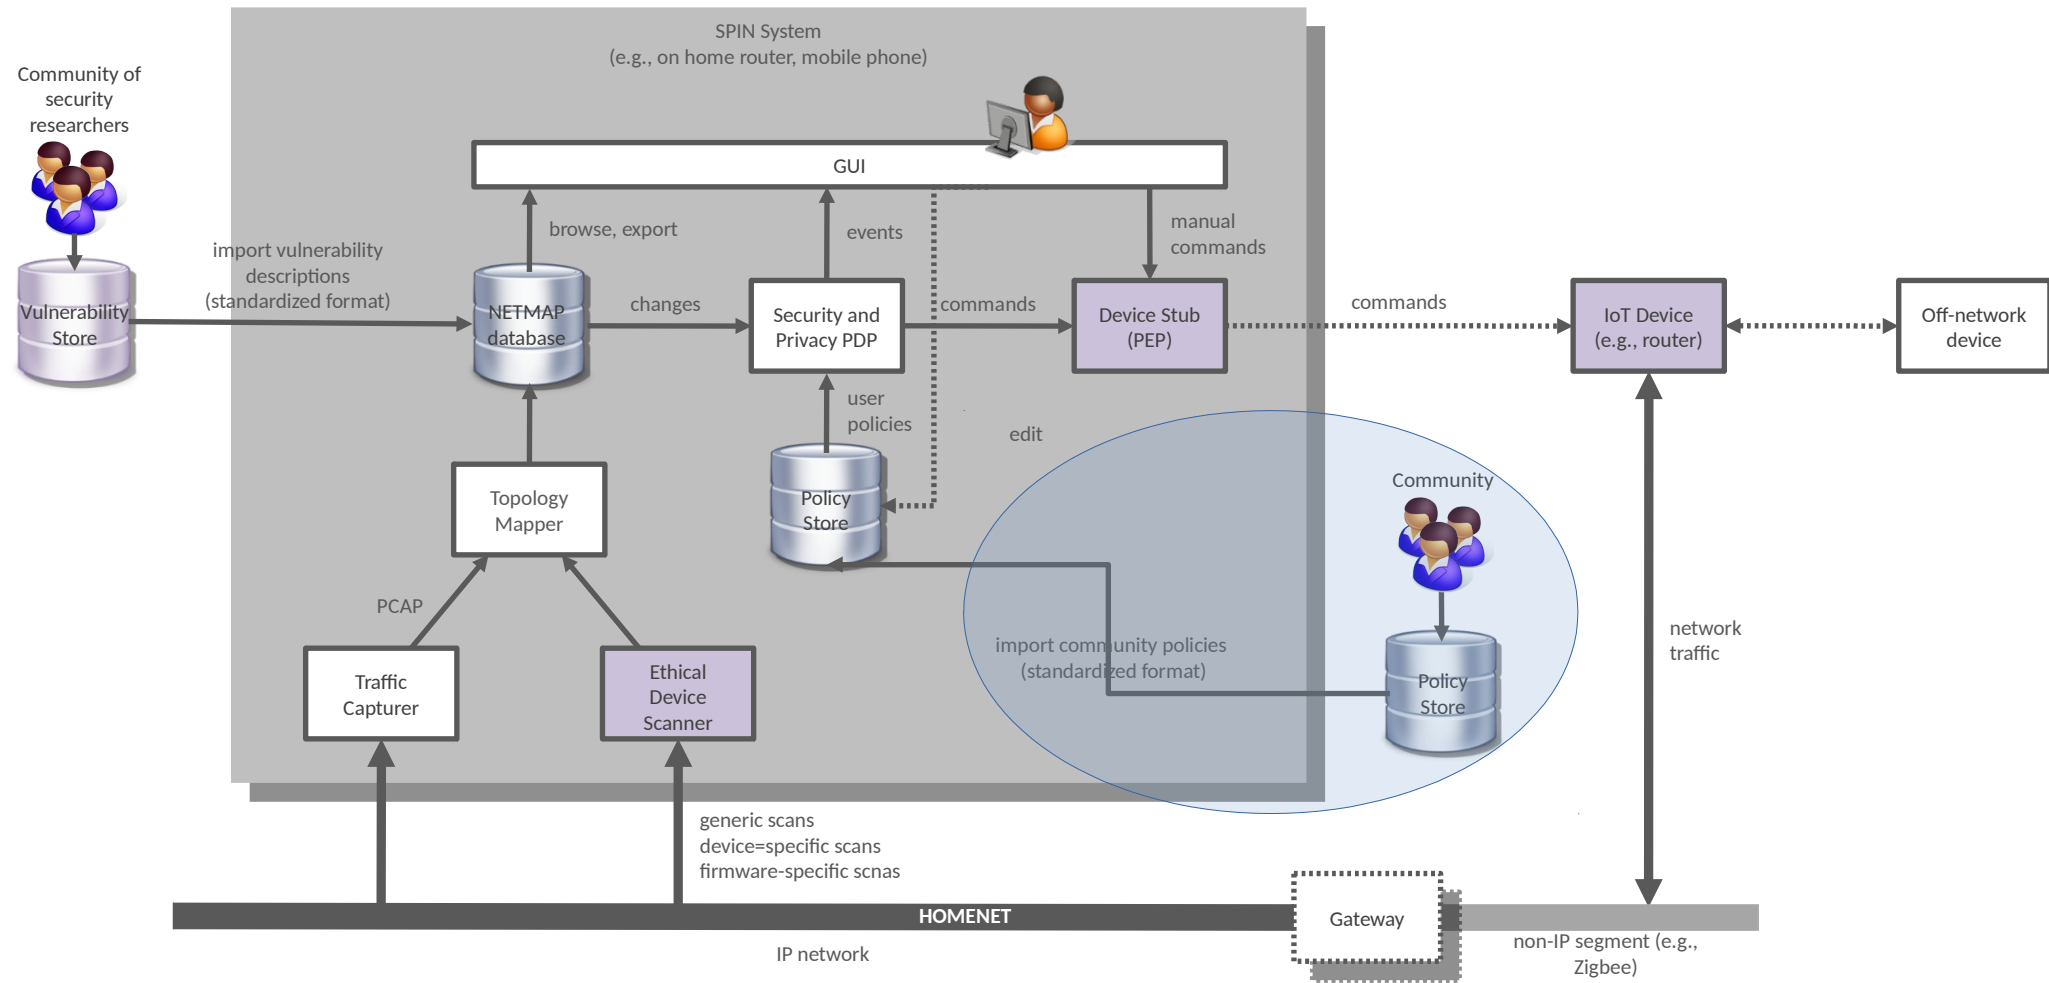 SPIN System
(e.g., on home router, mobile phone)
Community of
security
researchers
GUI
browse, export
events
manual
commands
import vulnerability
descriptions
(standardized format)
Vulnerability
Store
NETMAP
database
changes
Security and
Privacy PDP
commands
Device Stub
(PEP)
commands
IoT Device
(e.g., router)
Off-network
device
user
policies
edit
Topology
Mapper
Policy
Store
Community
PCAP
import community policies
(standardized format)
network
traffic
Traffic
Capturer
Ethical
Device
Scanner
Policy
Store
generic scans
device=specific scans
firmware-specific scnas
HOMENET
Gateway
IP network
non-IP segment (e.g.,
Zigbee)